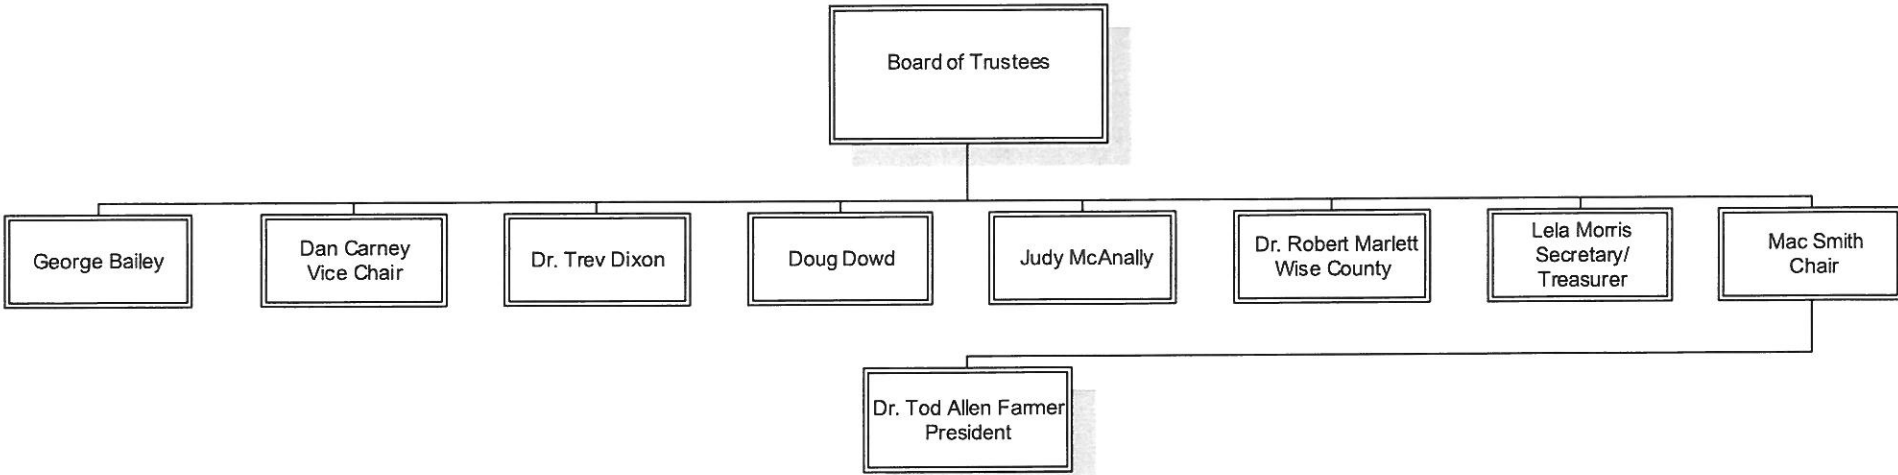 Board of Trustees
George Bailey
Dan Carney
Vice Chair
Dr. Trev Dixon
Doug Dowd
Judy McAnally
Dr. Robert Marlett
Wise County
Lela Morris
Secretary/
Treasurer
Mac Smith
Chair
Dr. Tod Allen Farmer
President